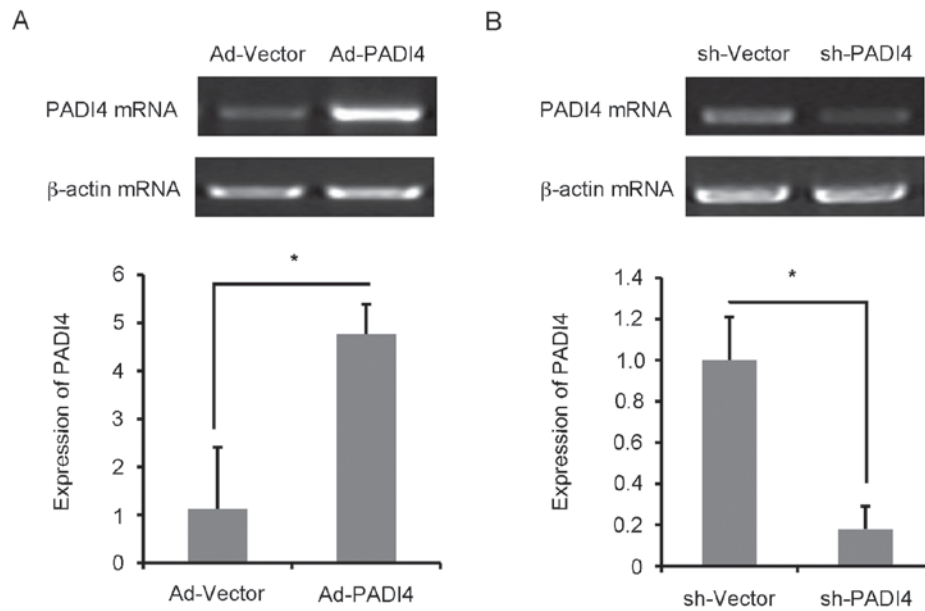 A
Ad-Vector Ad-PADI4
PADI4 mRNA
β-actin mRNA
*
Expression of PADI4
6
5
4
3
2
1
0
Ad-Vector Ad-PADI4
B
sh-Vector sh-PADI4
PADI4 mRNA
β-actin mRNA
*
Expression of PADI4
1.4
1.2
1.0
0.8
0.6
0.4
0.2
0.0
sh-Vector sh-PADI4